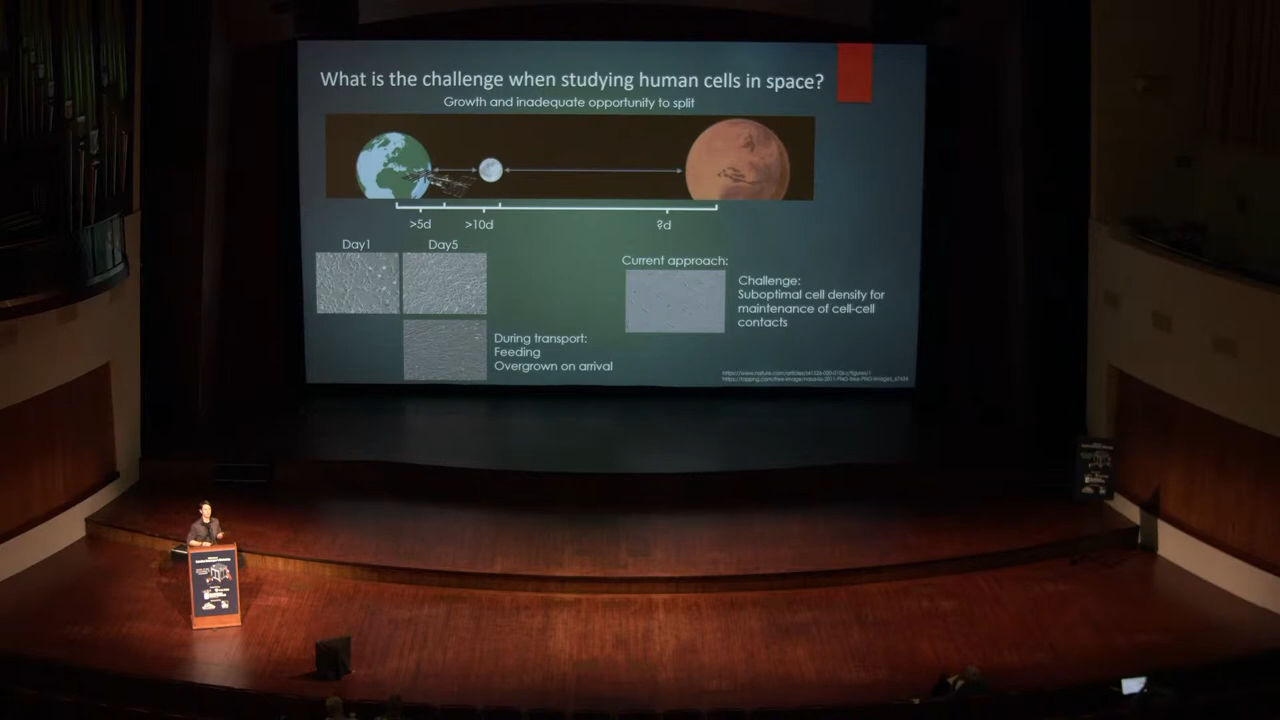 What is the challenge when studying human cells in space?
Growth and inadequate opportunity to split
>5d
>10d
?d
Day1
Day5
During transport:
Feeding
Overgrown on arrival
Current approach:
Challenge:
Suboptimal cell density for
maintenance of cell-cell
contacts